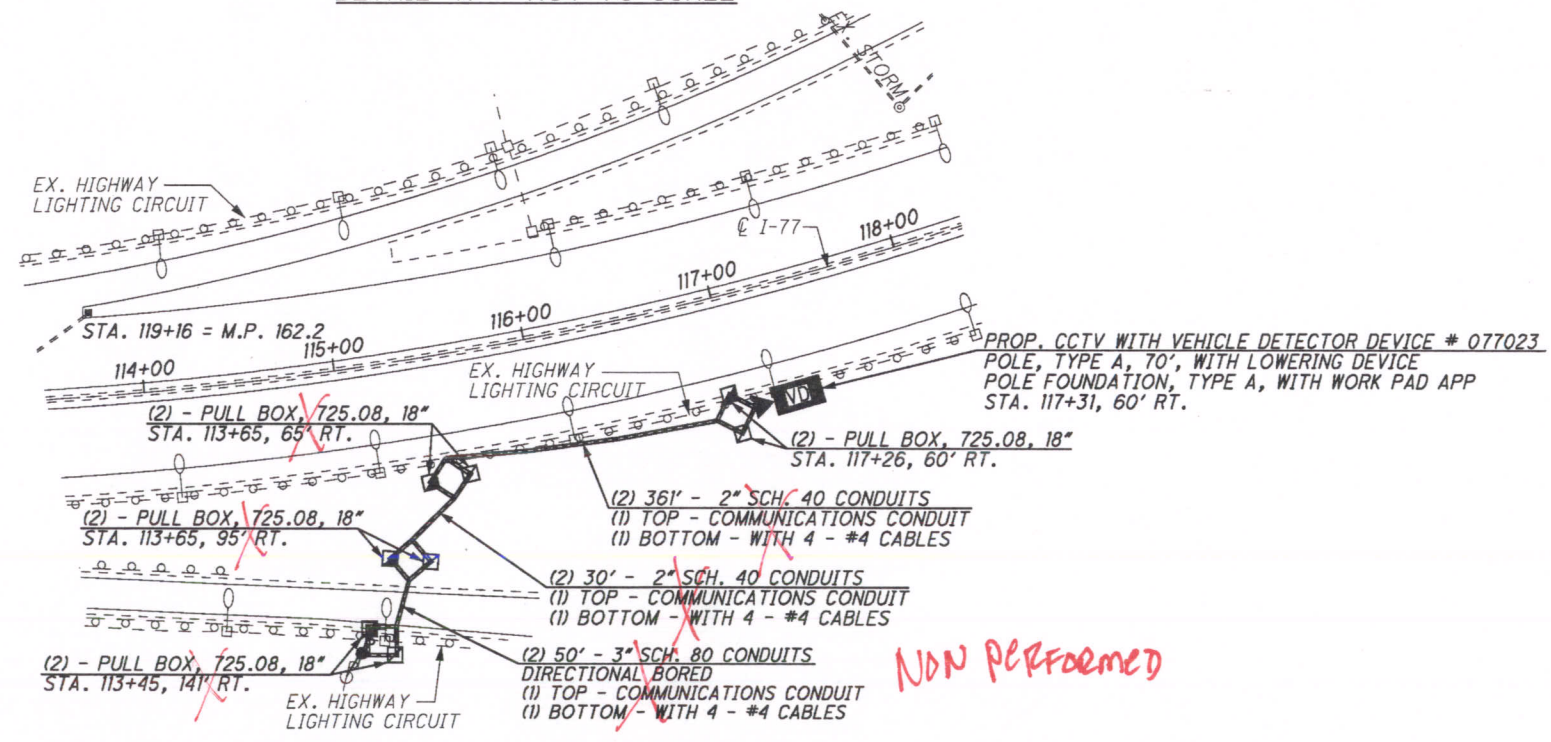 STORM
EX. HIGHWAY
LIGHTING CIRCUIT
℄ I-77
118+00
117+00
116+00
115+00
114+00
STA. 119+16 = M.P. 162.2
PROP. CCTV WITH VEHICLE DETECTOR DEVICE # 077023
POLE, TYPE A, 70', WITH LOWERING DEVICE
POLE FOUNDATION, TYPE A, WITH WORK PAD APP
STA. 117+31, 60' RT.
EX. HIGHWAY
LIGHTING CIRCUIT
VD
(2) - PULL BOX, 725.08, 18"
STA. 113+65, 65' RT.
(2) - PULL BOX, 725.08, 18"
STA. 117+26, 60' RT.
(2) 361' - 2" SCH. 40 CONDUITS
(1) TOP - COMMUNICATIONS CONDUIT
(1) BOTTOM - WITH 4 - #4 CABLES
(2) - PULL BOX, 725.08, 18"
STA. 113+65, 95' RT.
(2) 30' - 2" SCH. 40 CONDUITS
(1) TOP - COMMUNICATIONS CONDUIT
(1) BOTTOM - WITH 4 - #4 CABLES
(2) - PULL BOX, 725.08, 18"
STA. 113+45, 141' RT.
(2) 50' - 3" SCH. 80 CONDUITS
DIRECTIONAL BORED
(1) TOP - COMMUNICATIONS CONDUIT
(1) BOTTOM - WITH 4 - #4 CABLES
EX. HIGHWAY
LIGHTING CIRCUIT
NON PERFORMED